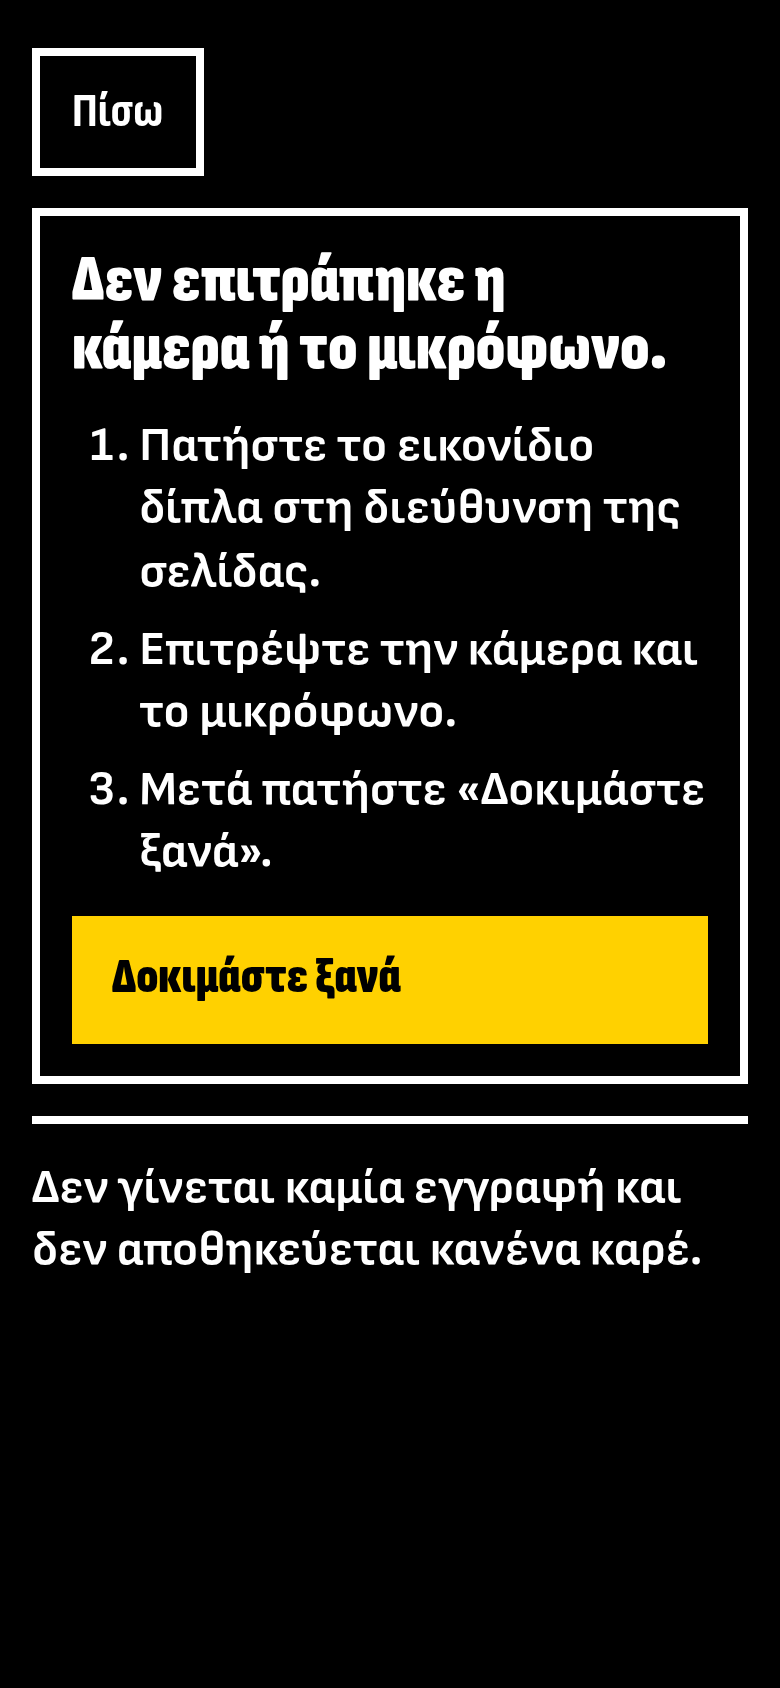 Πίσω
Δεν επιτράπηκε η
κάμερα ή το μικρόφωνο.
1. Πατήστε το εικονίδιο
δίπλα στη διεύθυνση της
σελίδας.
2. Επιτρέψτε την κάμερα και
το μικρόφωνο.
3. Μετά πατήστε «Δοκιμάστε
ξανά».
Δοκιμάστε ξανά
Δεν γίνεται καμία εγγραφή και
δεν αποθηκεύεται κανένα καρέ.